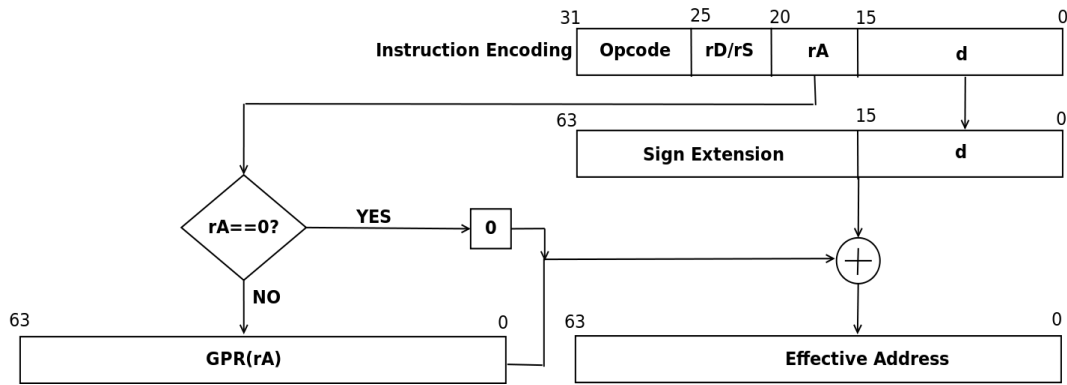 31 25 20 15 0
Instruction Encoding Opcode rD/rS rA d
63 15 0
Sign Extension d
YES
rA==0? 0
NO
63 0 63 0
GPR(rA) Effective Address